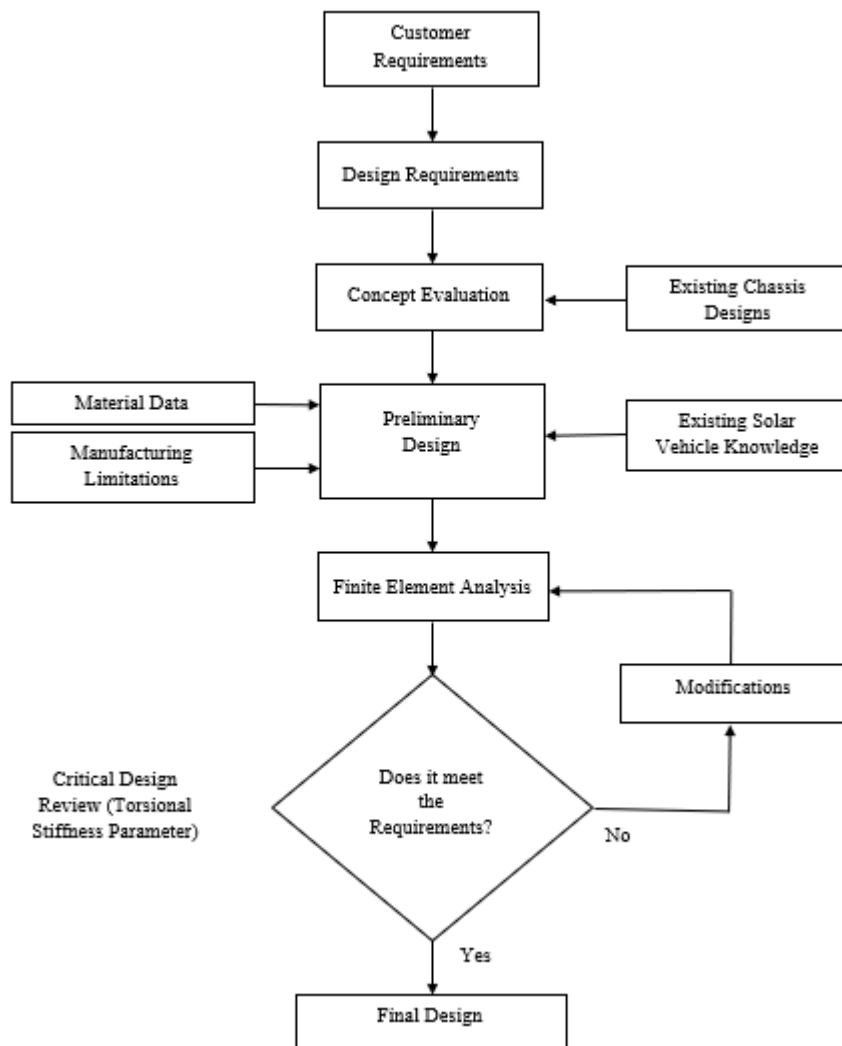 Customer
Requirements
Design Requirements
Concept Evaluation
Existing Chassis
Designs
Material Data
Manufacturing
Limitations
Preliminary
Design
Existing Solar
Vehicle Knowledge
Finite Element Analysis
Modifications
Critical Design
Review (Torsional
Stiffness Parameter)
Does it meet
the
Requirements?
No
Yes
Final Design